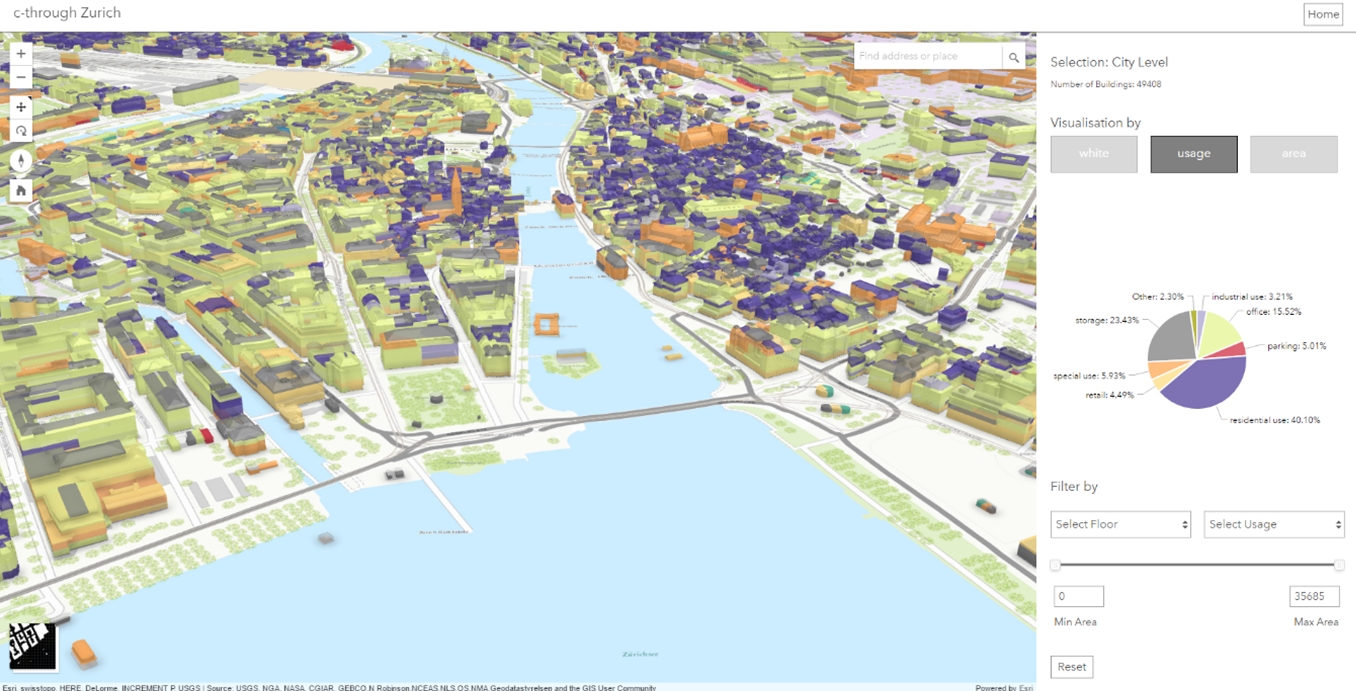 c-through Zurich
Home
Find address or place
Selection: City Level
Number of Buildings: 49408
Visualisation by
white
usage
area
Other: 2.30%
industrial use: 3.21%
storage: 23.43%
office: 15.52%
parking: 5.01%
special use: 5.93%
retail: 4.49%
residential use: 40.10%
Filter by
Select Floor
Select Usage
0
35685
Min Area
Max Area
Reset
Zürichsee
Esri, swisstopo, HERE, DeLorme, INCREMENT P, USGS | Source: USGS, NGA, NASA, CGIAR, GEBCO,N Robinson,NCEAS,NLS,OS,NMA,Geodatastyrelsen and the GIS User Community
Powered by Esri